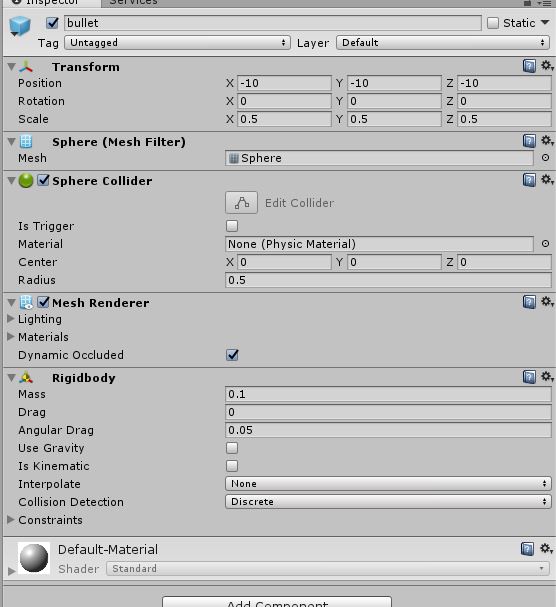 Inspector Services
bullet Static
Tag Untagged Layer Default
Transform
Position X -10 Y -10 Z -10
Rotation X 0 Y 0 Z 0
Scale X 0.5 Y 0.5 Z 0.5
Sphere (Mesh Filter)
Mesh Sphere
Sphere Collider
Edit Collider
Is Trigger
Material None (Physic Material)
Center X 0 Y 0 Z 0
Radius 0.5
Mesh Renderer
Lighting
Materials
Dynamic Occluded
Rigidbody
Mass 0.1
Drag 0
Angular Drag 0.05
Use Gravity
Is Kinematic
Interpolate None
Collision Detection Discrete
Constraints
Default-Material
Shader Standard
Add Component